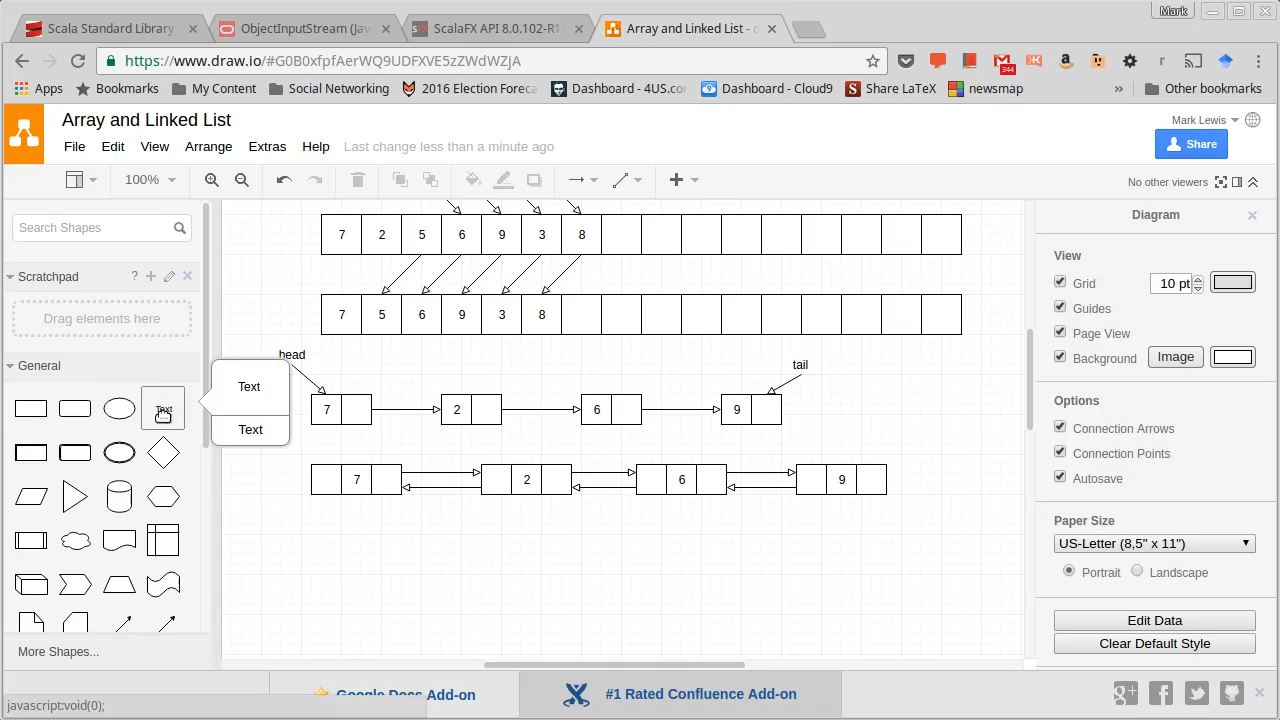 Mark
Scala Standard Library
ObjectInputStream (Jav
ScalaFX API 8.0.102-R1
Array and Linked List - d
https://www.draw.io/#G0B0xfpfAerWQ9UDFXVE5zZWdWZjA
344
Apps
Bookmarks
My Content
Social Networking
2016 Election Foreca
Dashboard - 4US.co
Dashboard - Cloud9
Share LaTeX
newsmap
»
Other bookmarks
Array and Linked List
Mark Lewis
File Edit View Arrange Extras Help Last change less than a minute ago
Share
100%
No other viewers
Search Shapes
Scratchpad
?
Drag elements here
General
Text
Text
Text
More Shapes...
7 2 5 6 9 3 8
7 5 6 9 3 8
head
tail
7 2 6 9
7 2 6 9
Diagram
View
Grid
10 pt
Guides
Page View
Background
Image
Options
Connection Arrows
Connection Points
Autosave
Paper Size
US-Letter (8,5" x 11")
Portrait
Landscape
Edit Data
Clear Default Style
Google Docs Add-on
#1 Rated Confluence Add-on
javascript:void(0);